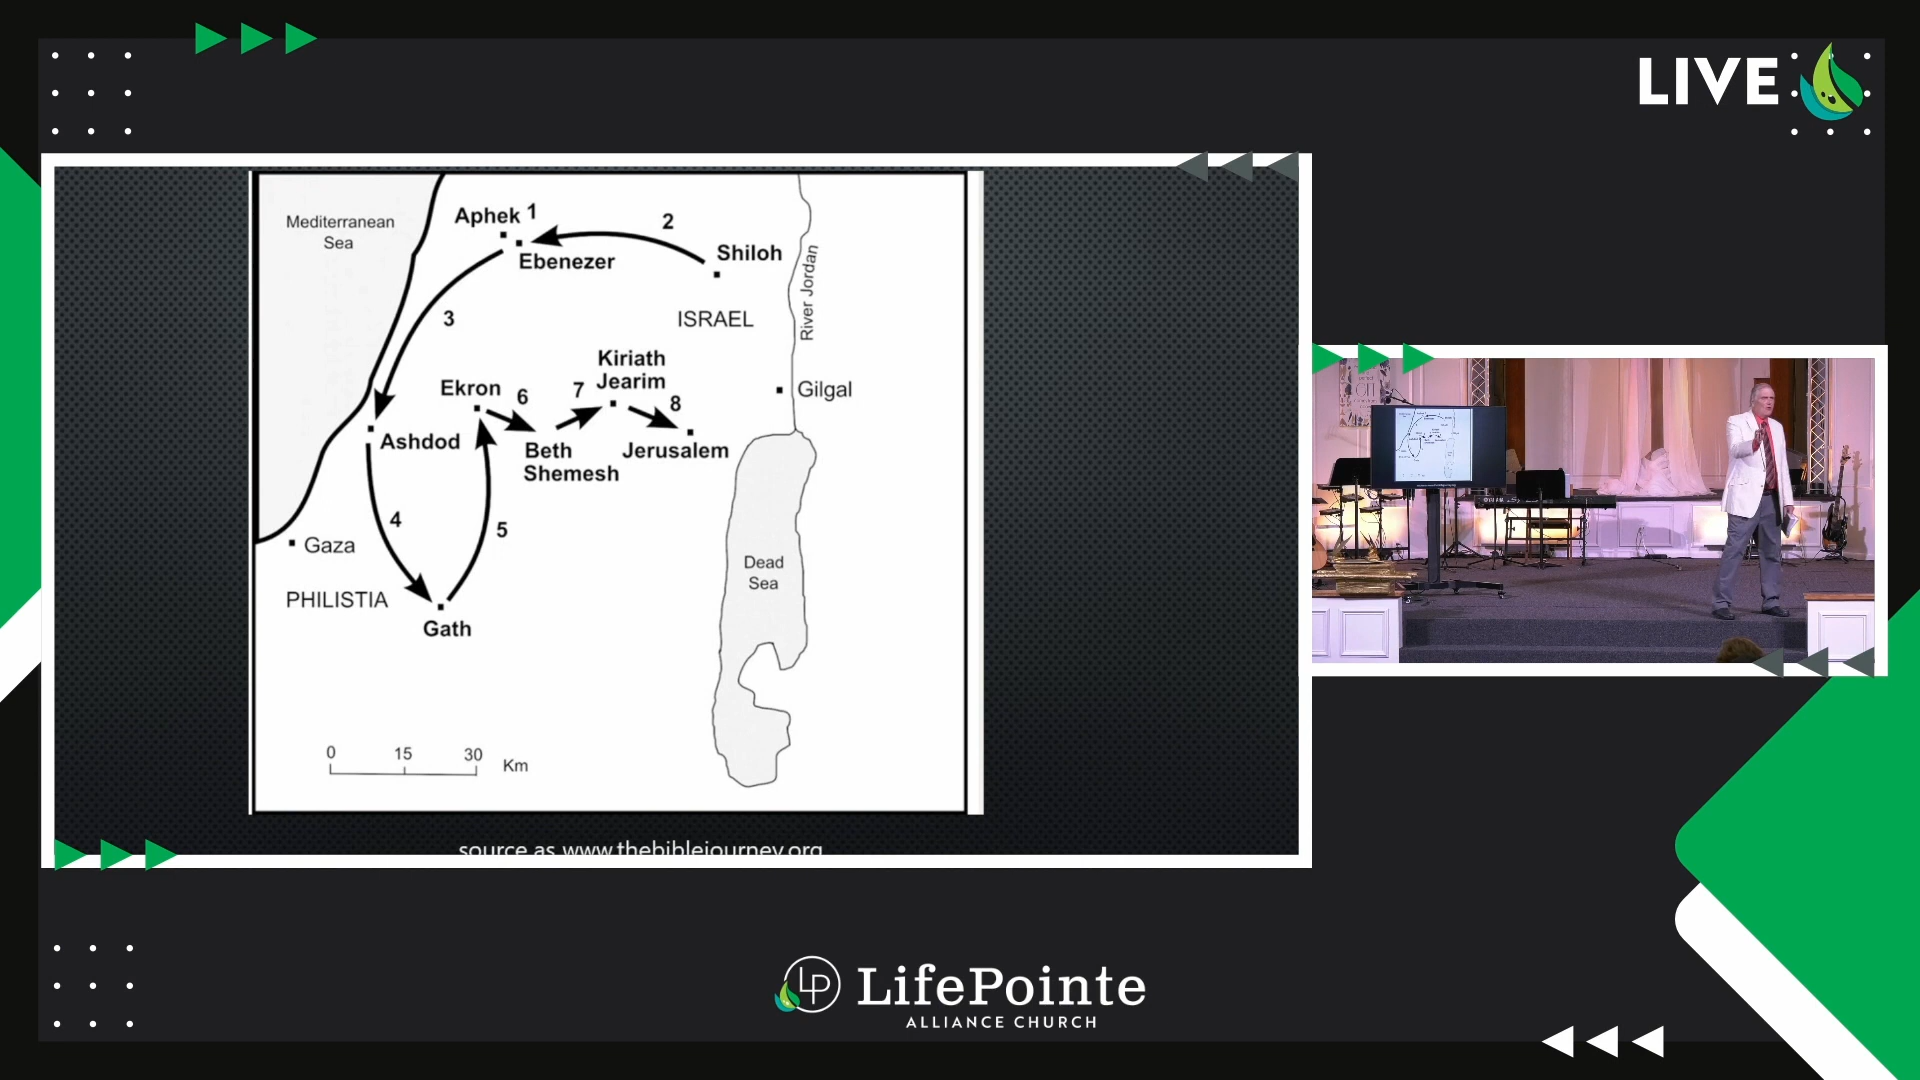 LIVE
Mediterranean
Sea
Aphek
1
2
Ebenezer
Shiloh
River Jordan
3
ISRAEL
Kiriath
Jearim
Ekron
6
7
8
Gilgal
Ashdod
Beth
Shemesh
Jerusalem
4
5
Gaza
Dead
Sea
PHILISTIA
Gath
0 15 30 Km
source as www.thebiblejourney.org
LP LifePointe
ALLIANCE CHURCH